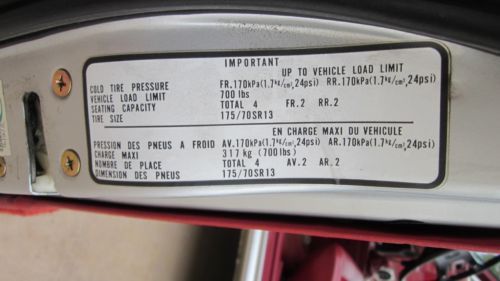 IMPORTANT
UP TO VEHICLE LOAD LIMIT
COLD TIRE PRESSURE FR.170kPa(1.7kg/cm²,24psi) RR.170kPa(1.7kg/cm²,24psi)
VEHICLE LOAD LIMIT 700 lbs
SEATING CAPACITY TOTAL 4 FR.2 RR.2
TIRE SIZE 175/70SR13
EN CHARGE MAXI DU VÉHICULE
PRESSION DES PNEUS A FROID AV.170kPa(1.7kg/cm²,24psi) AR.170kPa(1.7kg/cm²,24psi)
CHARGE MAXI 317kg (700lbs)
NOMBRE DE PLACE TOTAL 4 AV.2 AR.2
DIMENSION DES PNEUS 175/70SR13